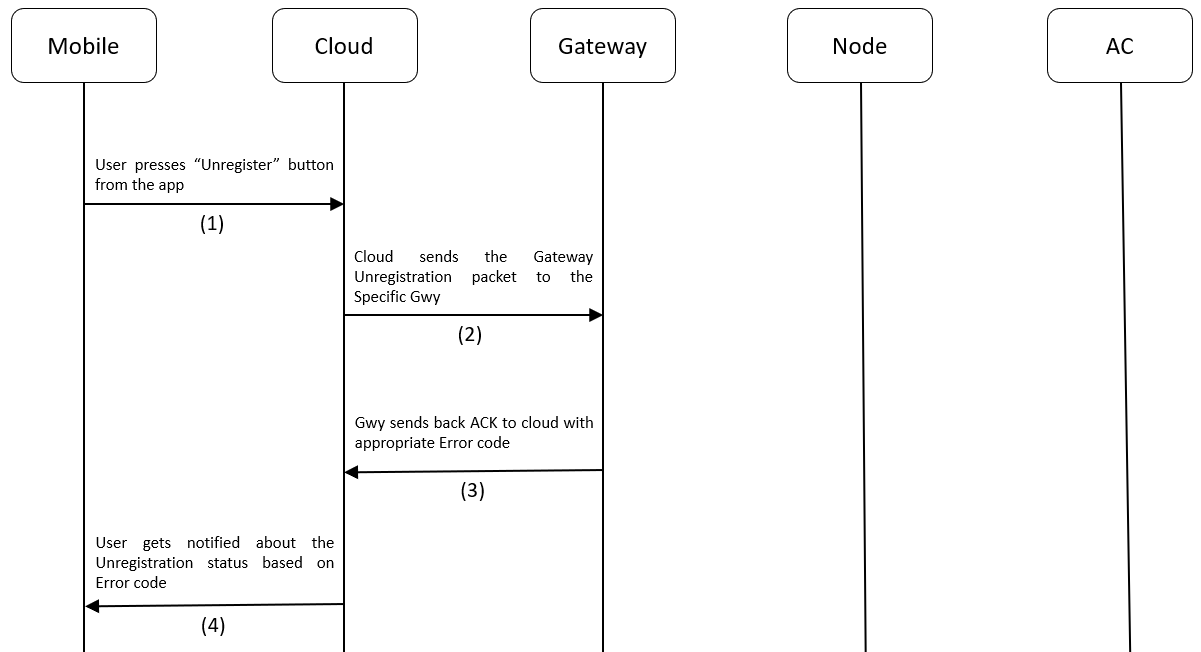 Mobile
Cloud
Gateway
Node
AC
User presses “Unregister” button
from the app
(1)
Cloud sends the Gateway
Unregistration packet to the
Specific Gwy
(2)
Gwy sends back ACK to cloud with
appropriate Error code
(3)
User gets notified about the
Unregistration status based on
Error code
(4)